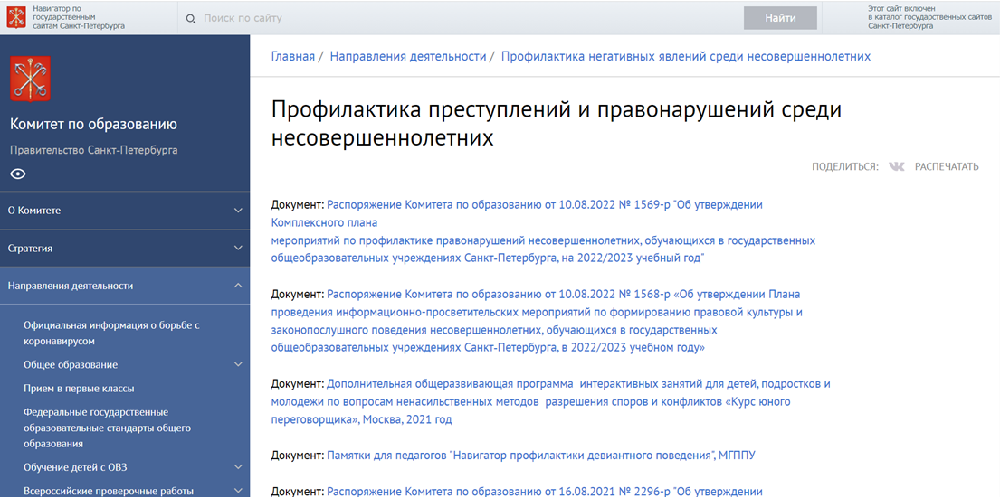 Навигатор по
государственным
сайтам Санкт-Петербурга
Поиск по сайту
Найти
Этот сайт включен
в каталог государственных сайтов
Санкт-Петербурга
Комитет по образованию
Правительство Санкт-Петербурга
О Комитете
Стратегия
Направления деятельности
Официальная информация о борьбе с
коронавирусом
Общее образование
Прием в первые классы
Федеральные государственные
образовательные стандарты общего
образования
Обучение детей с ОВЗ
Всероссийские проверочные работы
Главная / Направления деятельности / Профилактика негативных явлений среди несовершеннолетних
Профилактика преступлений и правонарушений среди
несовершеннолетних
ПОДЕЛИТЬСЯ: РАСПЕЧАТАТЬ
Документ: Распоряжение Комитета по образованию от 10.08.2022 № 1569-р "Об утверждении
Комплексного плана
мероприятий по профилактике правонарушений несовершеннолетних, обучающихся в государственных
общеобразовательных учреждениях Санкт-Петербурга, на 2022/2023 учебный год"
Документ: Распоряжение Комитета по образованию от 10.08.2022 № 1568-р «Об утверждении Плана
проведения информационно-просветительских мероприятий по формированию правовой культуры и
законопослушного поведения несовершеннолетних, обучающихся в государственных
общеобразовательных учреждениях Санкт-Петербурга, в 2022/2023 учебном году»
Документ: Дополнительная общеразвивающая программа интерактивных занятий для детей, подростков и
молодежи по вопросам ненасильственных методов разрешения споров и конфликтов «Курс юного
переговорщика», Москва, 2021 год
Документ: Памятки для педагогов "Навигатор профилактики девиантного поведения", МГППУ
Документ: Распоряжение Комитета по образованию от 16.08.2021 № 2296-р "Об утверждении